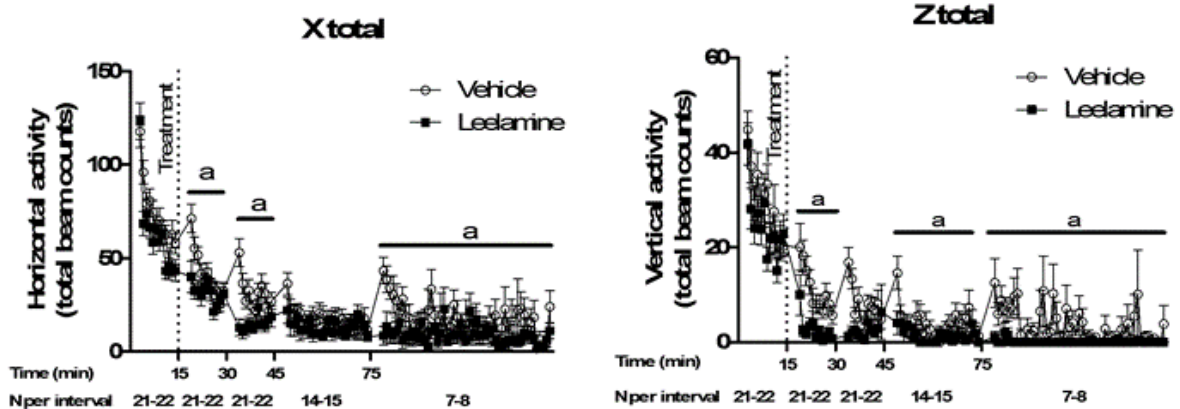 X total
150
100
50
0
Horizontal activity
(total beam counts)
Treatment
Vehicle
Leelamine
a
a
a
Time (min)
15
30
45
75
N per interval
21-22
21-22
21-22
14-15
7-8
Z total
60
40
20
0
Vertical activity
(total beam counts)
Treatment
Vehicle
Leelamine
a
a
a
Time (min)
15
30
45
75
N per interval
21-22
21-22
21-22
14-15
7-8